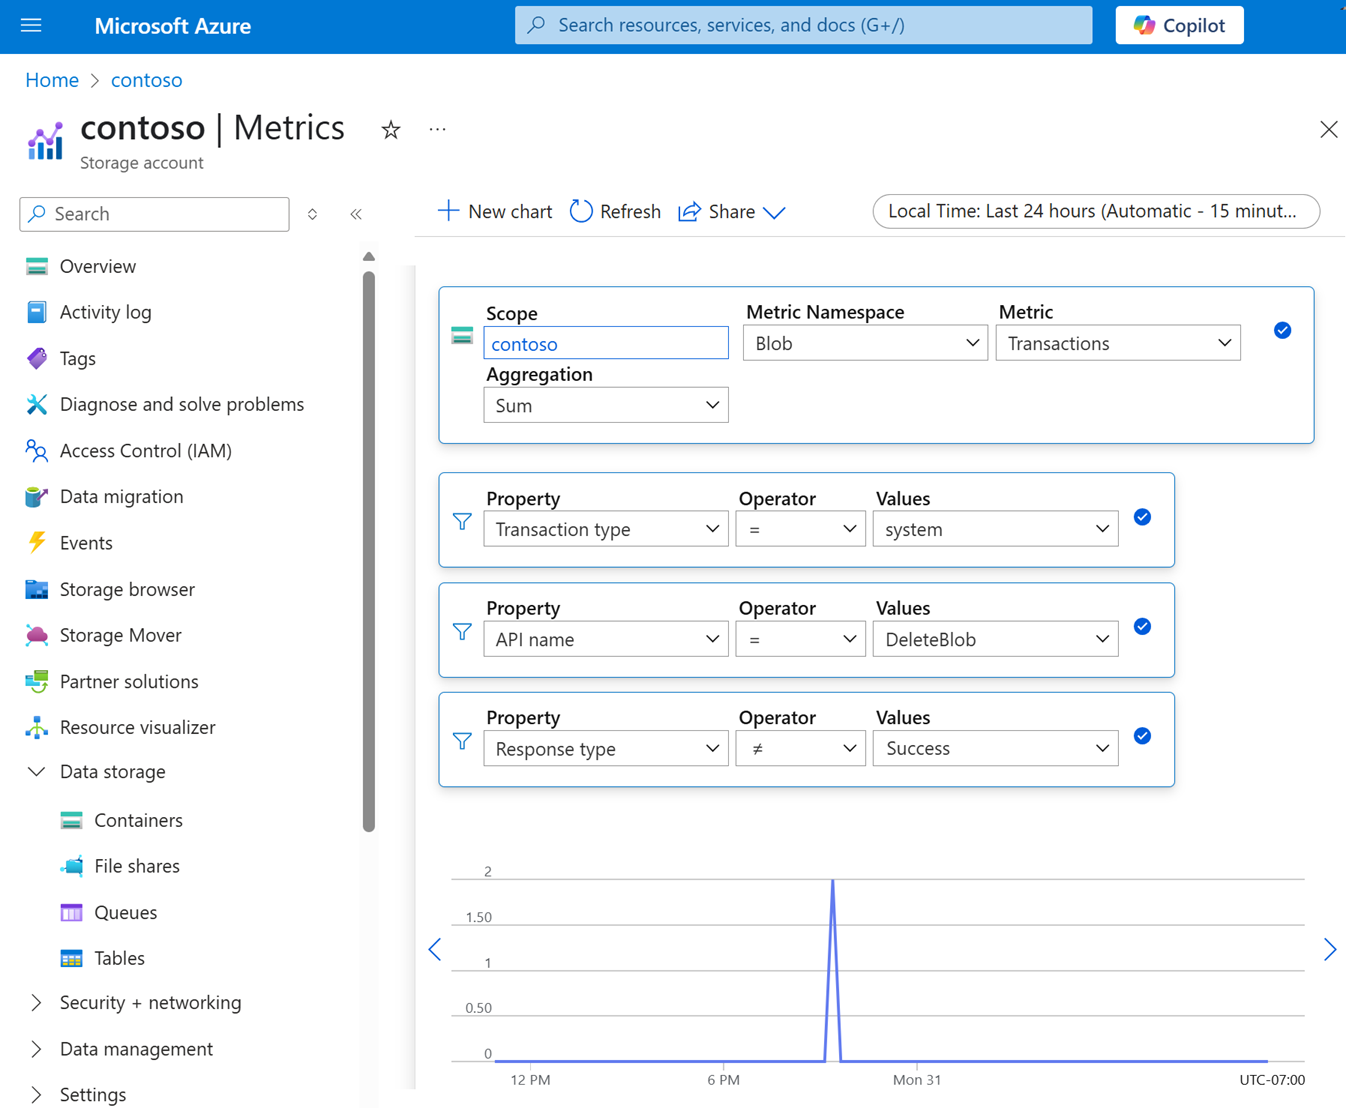 Microsoft Azure
Search resources, services, and docs (G+/)
Copilot
Home > contoso
contoso | Metrics
...
Storage account
Search
New chart
Refresh
Share
Local Time: Last 24 hours (Automatic - 15 minut...
Overview
Activity log
Tags
Diagnose and solve problems
Access Control (IAM)
Data migration
Events
Storage browser
Storage Mover
Partner solutions
Resource visualizer
Data storage
Containers
File shares
Queues
Tables
Security + networking
Data management
Settings
Scope
contoso
Metric Namespace
Blob
Metric
Transactions
Aggregation
Sum
Property
Transaction type
Operator
=
Values
system
Property
API name
Operator
=
Values
DeleteBlob
Property
Response type
Operator
≠
Values
Success
2
1.50
1
0.50
0
12 PM
6 PM
Mon 31
UTC-07:00